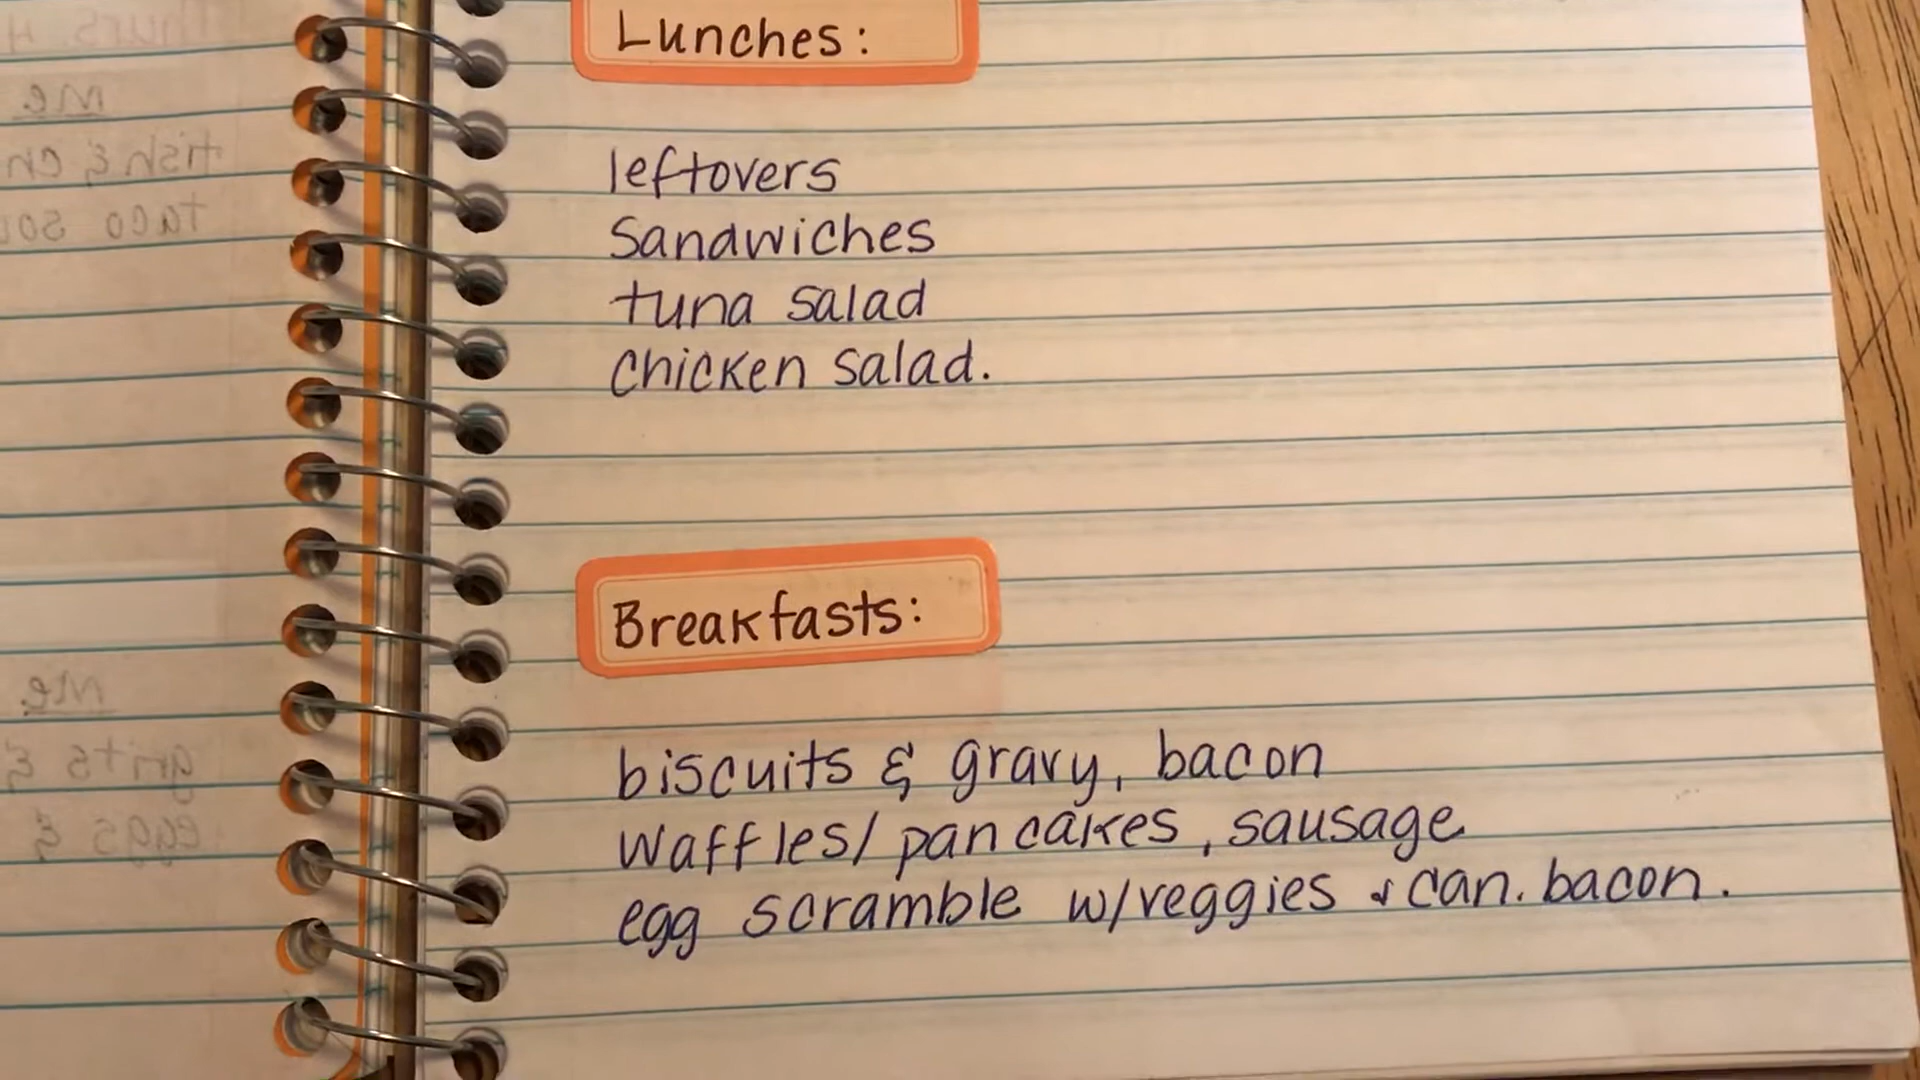 Lunches:
leftovers
Sandwiches
tuna salad
chicken salad.
Breakfasts:
biscuits & gravy, bacon
waffles/pancakes, sausage
egg scramble w/veggies & can. bacon.